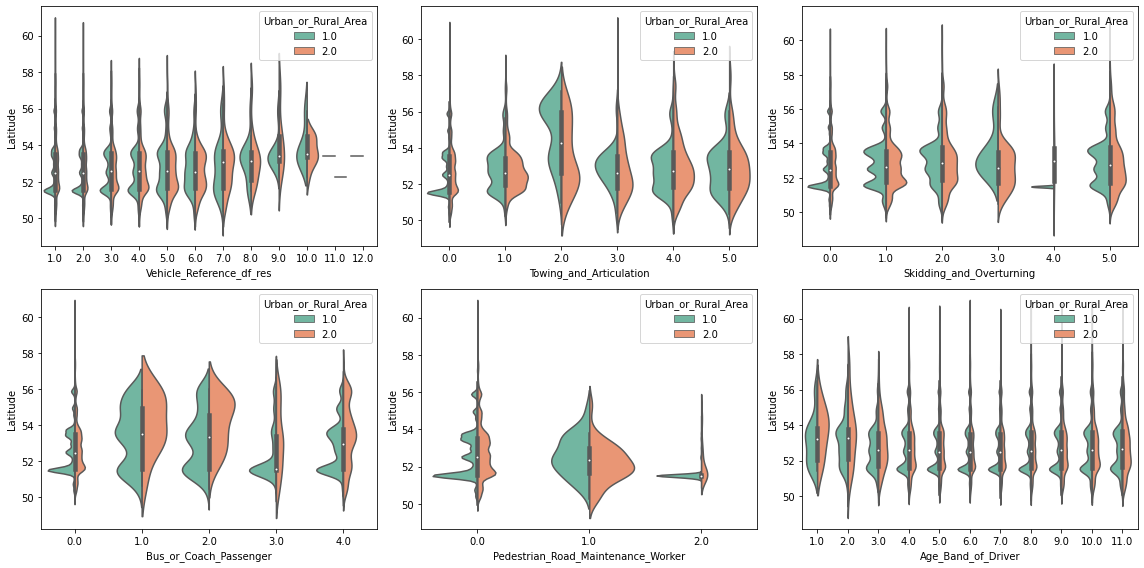 Urban_or_Rural_Area
1.0
2.0
60
58
56
54
52
50
Latitude
1.0 2.0 3.0 4.0 5.0 6.0 7.0 8.0 9.0 10.0 11.0 12.0
Vehicle_Reference_df_res
Urban_or_Rural_Area
1.0
2.0
60
58
56
54
52
50
Latitude
0.0 1.0 2.0 3.0 4.0 5.0
Towing_and_Articulation
Urban_or_Rural_Area
1.0
2.0
60
58
56
54
52
50
Latitude
0.0 1.0 2.0 3.0 4.0 5.0
Skidding_and_Overturning
Urban_or_Rural_Area
1.0
2.0
60
58
56
54
52
50
Latitude
0.0 1.0 2.0 3.0 4.0
Bus_or_Coach_Passenger
Urban_or_Rural_Area
1.0
2.0
60
58
56
54
52
50
Latitude
0.0 1.0 2.0
Pedestrian_Road_Maintenance_Worker
Urban_or_Rural_Area
1.0
2.0
60
58
56
54
52
50
Latitude
1.0 2.0 3.0 4.0 5.0 6.0 7.0 8.0 9.0 10.0 11.0
Age_Band_of_Driver